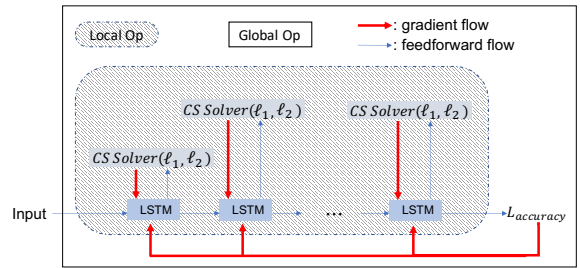 Local Op
Global Op
: gradient flow
: feedforward flow
CS Solver(ℓ₁, ℓ₂)
CS Solver(ℓ₁, ℓ₂)
CS Solver(ℓ₁, ℓ₂)
Input
LSTM
LSTM
...
LSTM
L_accuracy